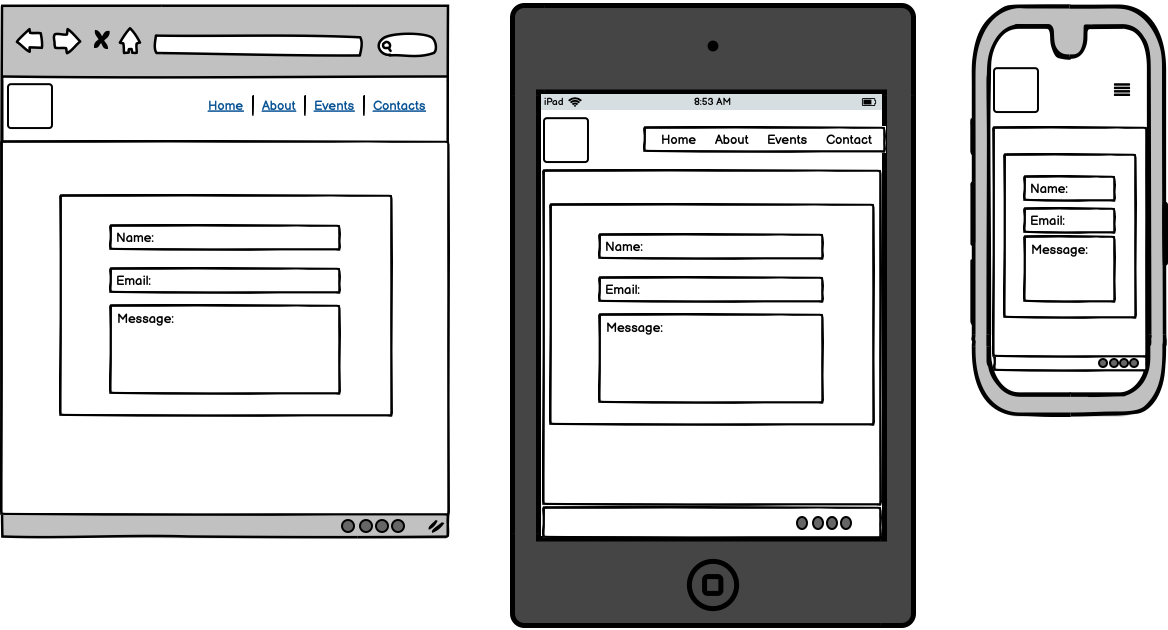 Home About Events Contacts
Name:
Email:
Message:
iPad 8:53 AM
Home About Events Contact
Name:
Email:
Message:
Name:
Email:
Message: